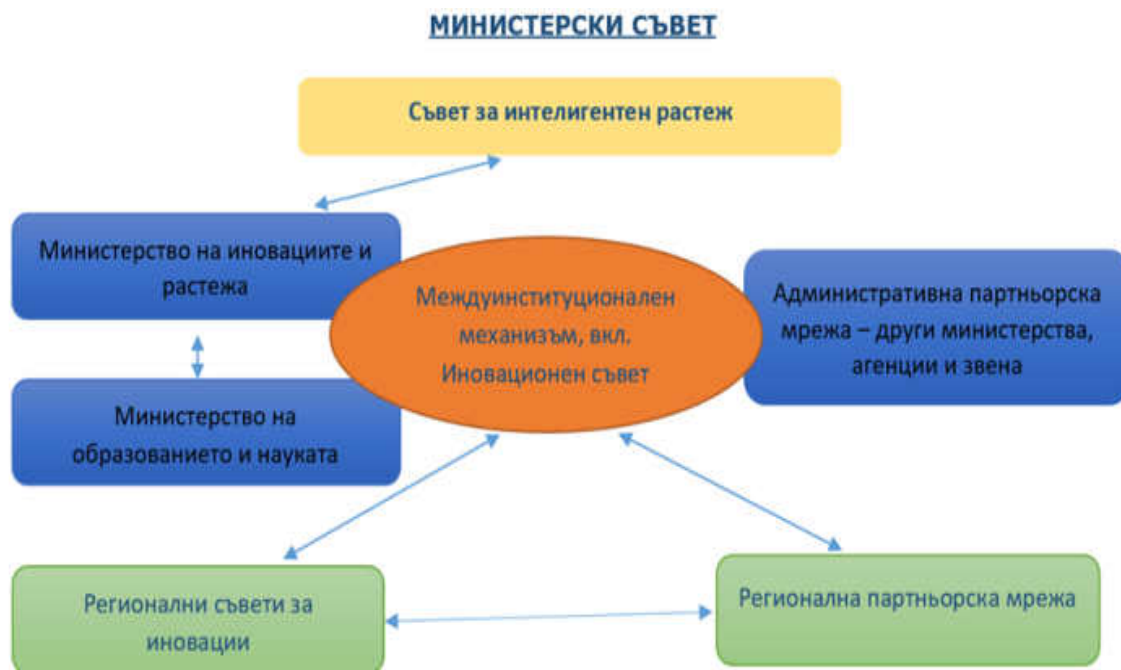 МИНИСТЕРСКИ СЪВЕТ
Съвет за интелигентен растеж
Министерство на иновациите и
растежа
Междуинституционален
механизъм, вкл.
Иновационен съвет
Административна партньорска
мрежа – други министерства,
агенции и звена
Министерство на
образованието и науката
Регионални съвети за
иновации
Регионална партньорска мрежа